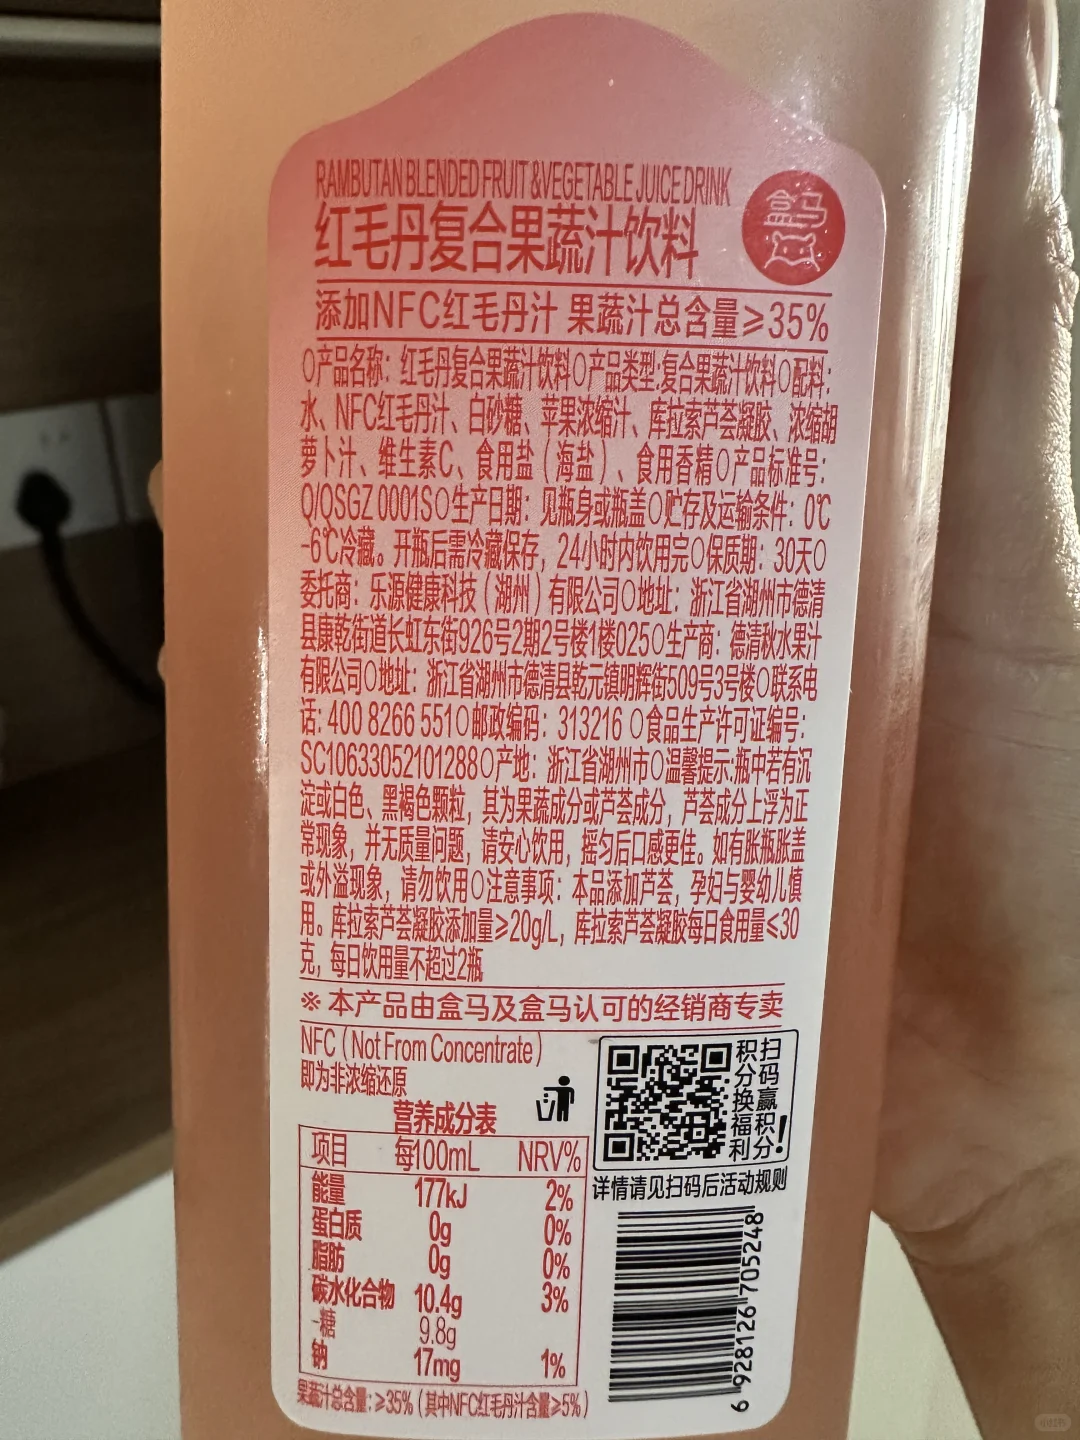 RAMBUTAN BLENDED FRUIT &VEGETABLE JUICE DRINK
红毛丹复合果蔬汁饮料
盒马
添加NFC红毛丹汁 果蔬汁总含量≥35%
○产品名称：红毛丹复合果蔬汁饮料○产品类型:复合果蔬汁饮料○配料：
水、NFC红毛丹汁、白砂糖、苹果浓缩汁、库拉索芦荟凝胶、浓缩胡
萝卜汁、维生素C、食用盐（海盐）、食用香精○产品标准号：
Q/QSGZ 0001S○生产日期：见瓶身或瓶盖○贮存及运输条件：0℃
-6℃冷藏。开瓶后需冷藏保存，24小时内饮用完○保质期：30天○
委托商：乐源健康科技（湖州）有限公司○地址：浙江省湖州市德清
县康乾街道长虹东街926号2期2号楼1楼025○生产商：德清秋水果汁
有限公司○地址：浙江省湖州市德清县乾元镇明辉街509号3号楼○联系电
话: 400 8266 551○邮政编码：313216 ○食品生产许可证编号：
SC10633052101288○产地：浙江省湖州市○温馨提示:瓶中若有沉
淀或白色、黑褐色颗粒，其为果蔬成分或芦荟成分，芦荟成分上浮为正
常现象，并无质量问题，请安心饮用，摇匀后口感更佳。如有胀瓶胀盖
或外溢现象，请勿饮用○注意事项：本品添加芦荟，孕妇与婴幼儿慎
用。库拉索芦荟凝胶添加量≥20g/L，库拉索芦荟凝胶每日食用量≤30
克，每日饮用量不超过2瓶
※ 本产品由盒马及盒马认可的经销商专卖
NFC（Not From Concentrate）
即为非浓缩还原
扫码赢积分!
积分换福利
详情请见扫码后活动规则
营养成分表
项目 每100mL NRV%
能量 177kJ 2%
蛋白质 0g 0%
脂肪 0g 0%
碳水化合物 10.4g 3%
-糖 9.8g
钠 17mg 1%
果蔬汁总含量:≥35%（其中NFC红毛丹汁含量≥5%）
6 928126 705248
小红书